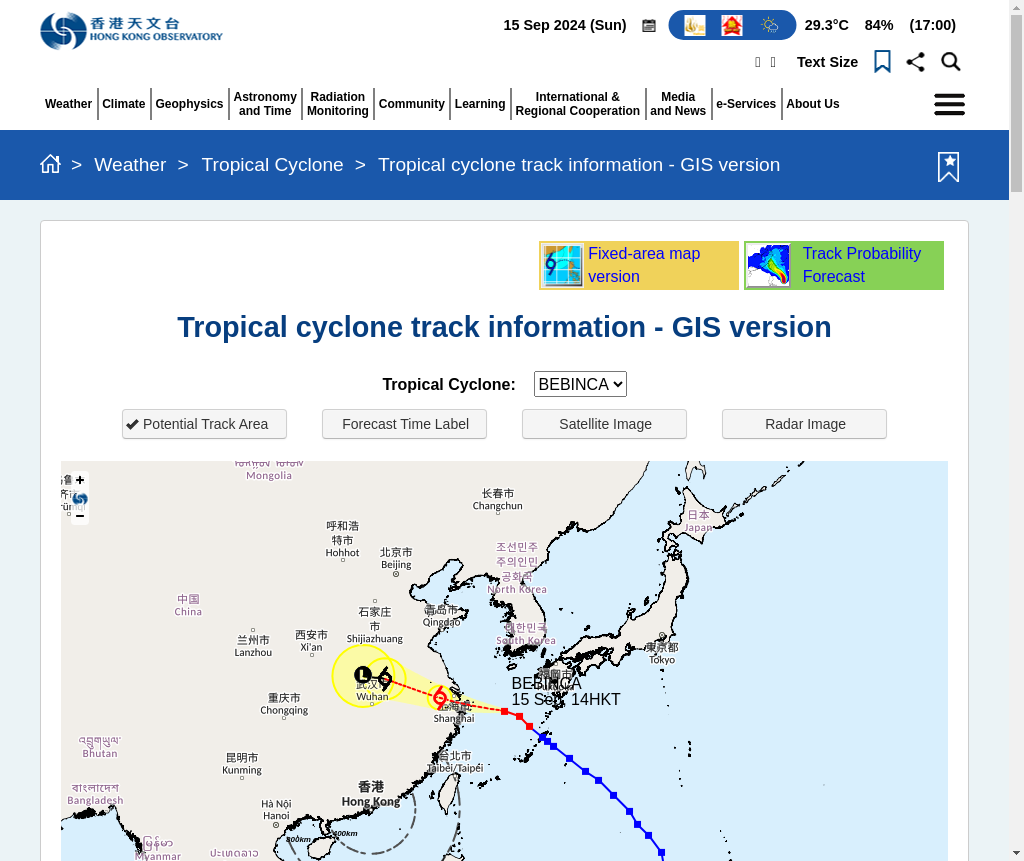 香港天文台
HONG KONG OBSERVATORY
15 Sep 2024 (Sun)
29.3°C 84% (17:00)
Text Size
Weather
Climate
Geophysics
Astronomy
and Time
Radiation
Monitoring
Community
Learning
International &
Regional Cooperation
Media
and News
e-Services
About Us
> Weather > Tropical Cyclone > Tropical cyclone track information - GIS version
Fixed-area map
version
Track Probability
Forecast
Tropical cyclone track information - GIS version
Tropical Cyclone: BEBINCA
Potential Track Area
Forecast Time Label
Satellite Image
Radar Image
+
−
Mongolia
长春市
Changchun
日本
Japan
呼和浩
特市
Hohhot
北京市
Beijing
조선민주
주의인민
공화국
North Korea
中国
China
石家庄
市
Shijiazhuang
青岛市
Qingdao
兰州市
Lanzhou
西安市
Xi'an
대한민국
South Korea
東京都
Tokyo
L
Wuhan
福岡市
BEBINCA
15 Sep, 14HKT
重庆市
Chongqing
上海市
Shanghai
འབྲུག་ཡུལ་
Bhutan
昆明市
Kunming
台北市
Taibei/Taipei
বাংলাদেশ
Bangladesh
香港
Hong Kong
Hà Nội
Hanoi
800km
400km
မြန်မာ
Myanmar
ປະເທດລາວ